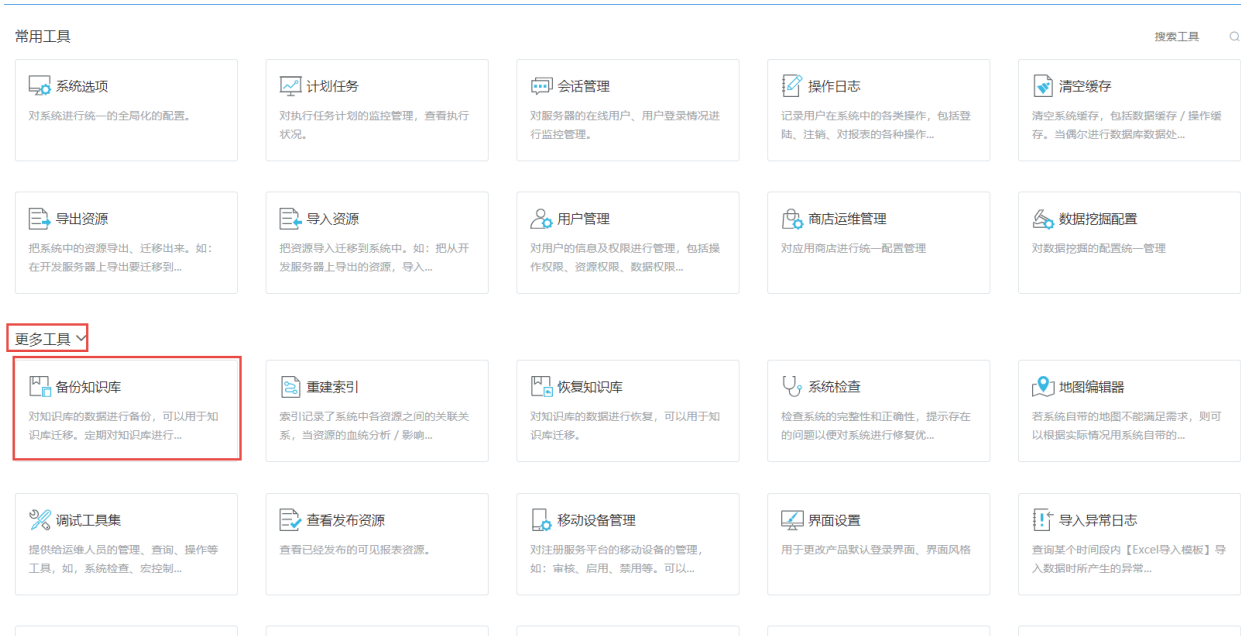 常用工具
搜索工具
系统选项
对系统进行统一的全局化的配置。
计划任务
对执行任务计划的监控管理，查看执行
状况。
会话管理
对服务器的在线用户、用户登录情况进
行监控管理。
操作日志
记录用户在系统中的各类操作，包括登
陆、注销、对报表的各种操作...
清空缓存
清空系统缓存，包括数据缓存 / 操作缓
存。当偶尔进行数据库数据处...
导出资源
把系统中的资源导出、迁移出来。如：
在开发服务器上导出要迁移到...
导入资源
把资源导入迁移到系统中。如：把从开
发服务器上导出的资源，导入...
用户管理
对用户的信息及权限进行管理，包括操
作权限、资源权限、数据权限...
商店运维管理
对应用商店进行统一配置管理
数据挖掘配置
对数据挖掘的配置统一管理
更多工具
备份知识库
对知识库的数据进行备份，可以用于知
识库迁移。定期对知识库进行...
重建索引
索引记录了系统中各资源之间的关联关
系，当资源的血统分析 / 影响...
恢复知识库
对知识库的数据进行恢复，可以用于知
识库迁移。
系统检查
检查系统的完整性和正确性，提示存在
的问题以便对系统进行修复优...
地图编辑器
若系统自带的地图不能满足需求，则可
以根据实际情况用系统自带的...
调试工具集
提供给运维人员的管理、查询、操作等
工具，如，系统检查、宏控制...
查看发布资源
查看已经发布的可见报表资源。
移动设备管理
对注册服务平台的移动设备的管理，
如：审核、启用、禁用等。可以...
界面设置
用于更改产品默认登录界面、界面风格
导入异常日志
查询某个时间段内【Excel导入模板】导
入数据时所产生的异常...